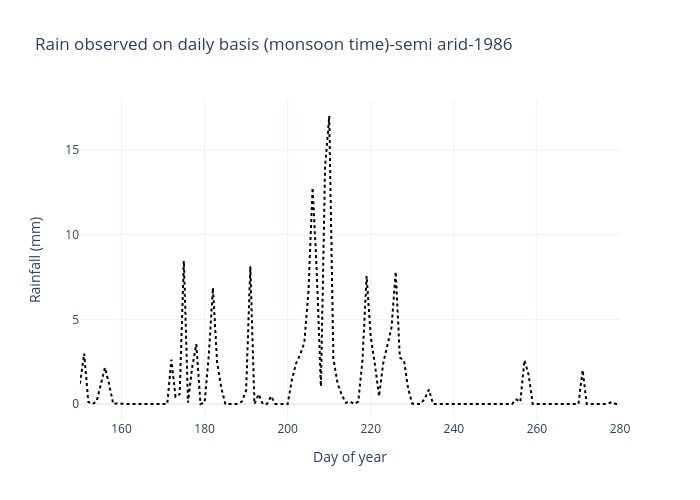 Rain observed on daily basis (monsoon time)-semi arid-1986
Rainfall (mm)
15
10
5
0
160 180 200 220 240 260 280
Day of year